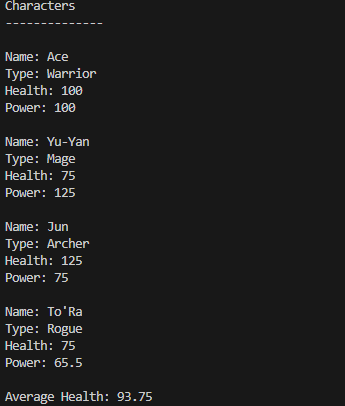 Characters
--------------
Name: Ace
Type: Warrior
Health: 100
Power: 100
Name: Yu-Yan
Type: Mage
Health: 75
Power: 125
Name: Jun
Type: Archer
Health: 125
Power: 75
Name: To'Ra
Type: Rogue
Health: 75
Power: 65.5
Average Health: 93.75